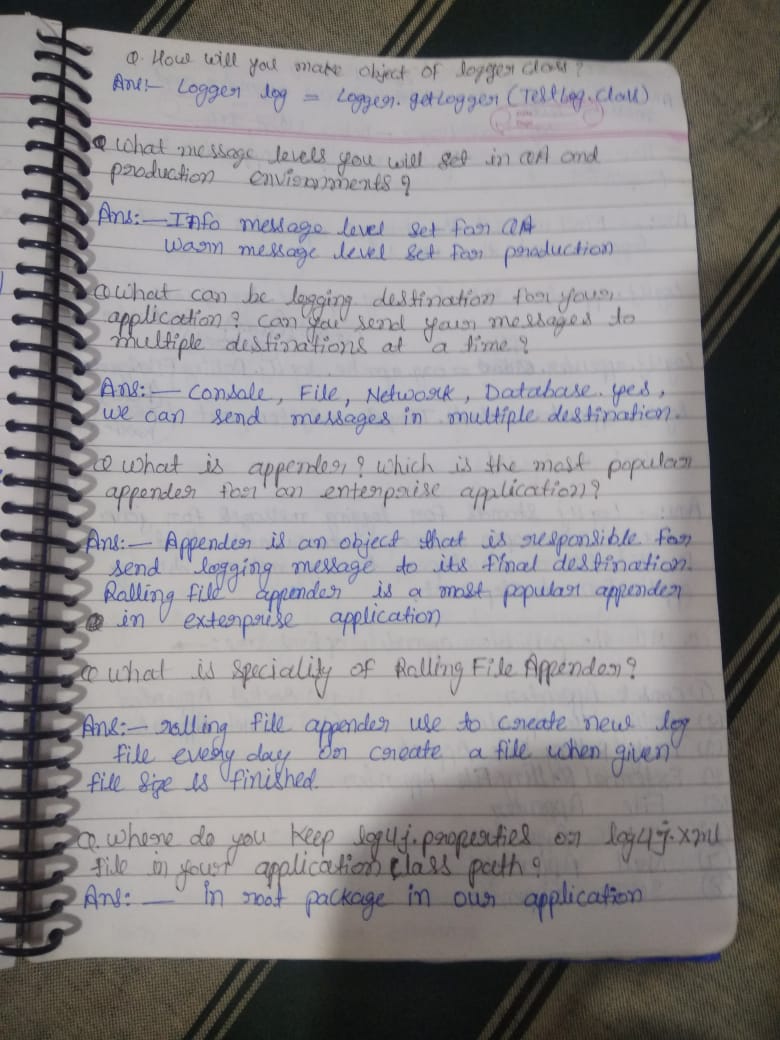 Q. How will you make object of logger class?
Ans:- Logger log = Logger.getLogger (TestLog.class)
Q what message levels you will set in QA and
production enviornments?
Ans:- Info message level set for QA
warn message level set for production
Q what can be logging destination for your
application? can you send your messages to
multiple destinations at a time?
Ans:- console, File, Network, Database. yes,
we can send messages in multiple destination.
Q what is appender? which is the most popular
appender for an enterprise application?
Ans:- Appender is an object that is responsible for
send logging message to its final destination.
Rolling file appender is a most popular appender
in exterprise application
Q what is speciality of Rolling File Appender?
Ans:- rolling file appender use to create new log
file every day or create a file when given
file size is finished.
Q. where do you keep log4j.properties or log4j.xml
file in your application class path?
Ans:- in root package in our application